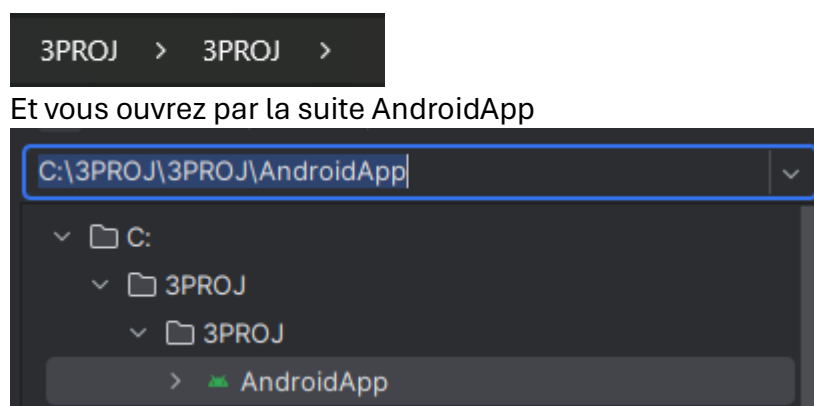 3PROJ > 3PROJ >
Et vous ouvrez par la suite AndroidApp
C:\3PROJ\3PROJ\AndroidApp
C:
3PROJ
3PROJ
AndroidApp